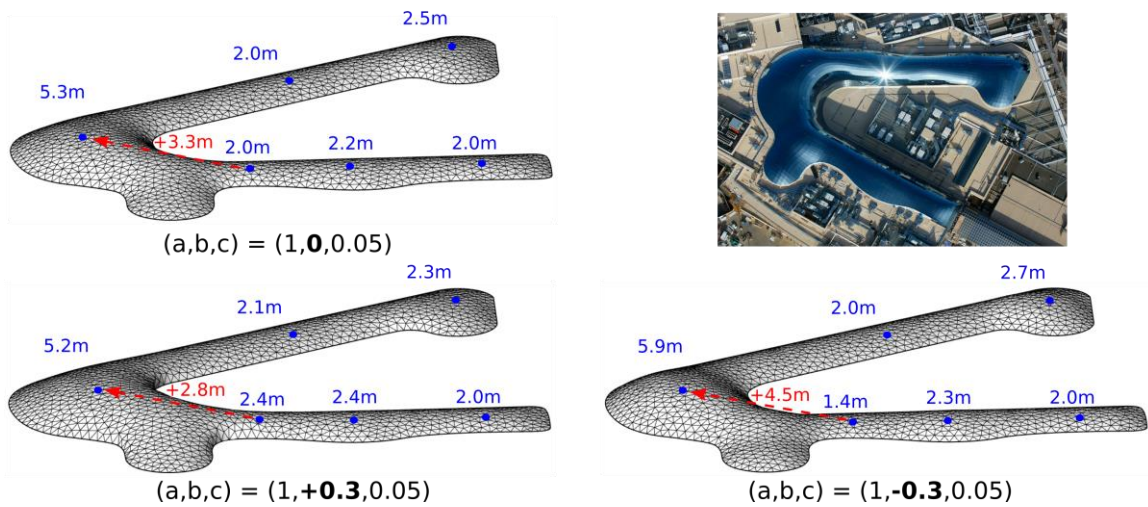 2.5m
2.0m
5.3m
+3.3m
2.0m
2.2m
2.0m
(a,b,c) = (1,0,0.05)
2.3m
2.1m
5.2m
+2.8m
2.4m
2.4m
2.0m
(a,b,c) = (1,+0.3,0.05)
2.7m
2.0m
5.9m
+4.5m
1.4m
2.3m
2.0m
(a,b,c) = (1,-0.3,0.05)